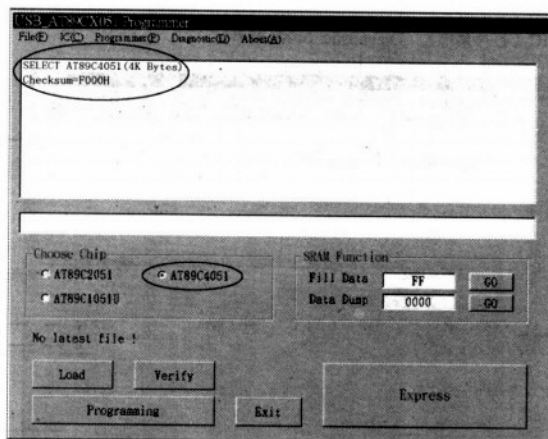 USB_AT89CX051 Programmer
File(F) IC(C) Programmer(P) Diagnostic(D) About(A)
SELECT AT89C4051(4K Bytes)
Checksum=F000H
Choose Chip
AT89C2051
AT89C4051
AT89C1051U
SRAM Function
Fill Data FF GO
Data Dump 0000 GO
No latest file !
Load
Verify
Programming
Exit
Express